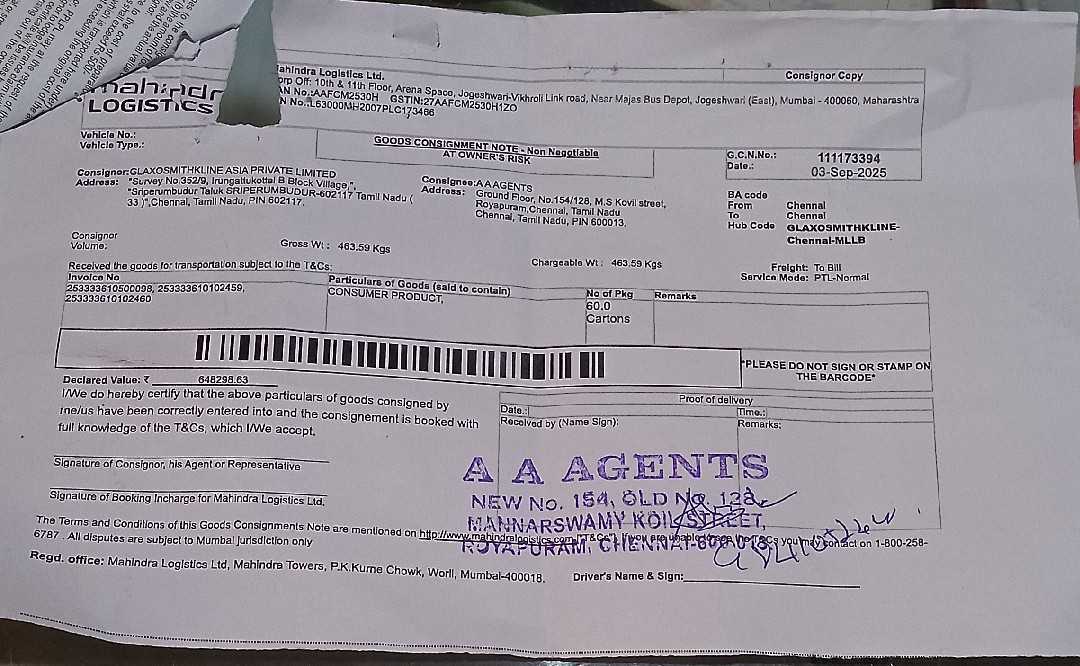 mahindra
LOGISTICS
Mahindra Logistics Ltd.
Consignor Copy
Corp Off: 10th & 11th Floor, Arena Space, Jogeshwari-Vikhroli Link road, Near Majas Bus Depot, Jogeshwari (East), Mumbai - 400060, Maharashtra
PAN No.:AAFCM2530H GSTIN:27AAFCM2530H1ZO
No.:L63000MH2007PLC173466
Vehicle No.:
Vehicle Type.:
GOODS CONSIGNMENT NOTE - Non Negotiable
AT OWNER'S RISK
G.C.N.No.: 111173394
Date.: 03-Sep-2025
Consignor:GLAXOSMITHKLINE ASIA PRIVATE LIMITED
Address: "Survey No.352/9, Irungattukottai B Block Village,",
"Sriperumbudur Taluk SRIPERUMBUDUR-602117 Tamil Nadu (
33 )",Chennai, Tamil Nadu, PIN 602117.
Consignee:AAAGENTS
Address: Ground Floor, No.154/128, M.S Kovil street,
Royapuram,Chennai, Tamil Nadu
Chennai, Tamil Nadu, PIN 600013.
BA code
From Chennai
To Chennai
Hub Code GLAXOSMITHKLINE-
Chennai-MLLB
Consignor
Volume:
Gross Wt : 463.59 Kgs
Chargeable Wt : 463.59 Kgs
Freight: To Bill
Service Mode: PTL-Normal
Received the goods for transportation subject to the T&Cs:
Invoice No
253333610500098, 253333610102459,
253333610102460
Particulars of Goods (said to contain)
CONSUMER PRODUCT,
No of Pkg
60.0
Cartons
Remarks
*PLEASE DO NOT SIGN OR STAMP ON
THE BARCODE*
Declared Value: ₹ 648298.63
I/We do hereby certify that the above particulars of goods consigned by
me/us have been correctly entered into and the consignement is booked with
full knowledge of the T&Cs, which I/We accept.
Proof of delivery
Date.:
Time.:
Received by (Name Sign):
Remarks:
Signature of Consignor, his Agent or Representative
Signature of Booking Incharge for Mahindra Logistics Ltd.
A A AGENTS
NEW No. 154, OLD No. 128,
MANNARSWAMY KOIL STREET,
ROYAPURAM, CHENNAI-600 013
The Terms and Conditions of this Goods Consignments Note are mentioned on http://www.mahindralogistics.com ("T&Cs"). If you are unable to see the T&Cs you may contact on 1-800-258-
6787 . All disputes are subject to Mumbai jurisdiction only
Regd. office: Mahindra Logistics Ltd, Mahindra Towers, P.K.Kurne Chowk, Worli, Mumbai-400018.
Driver's Name & Sign: